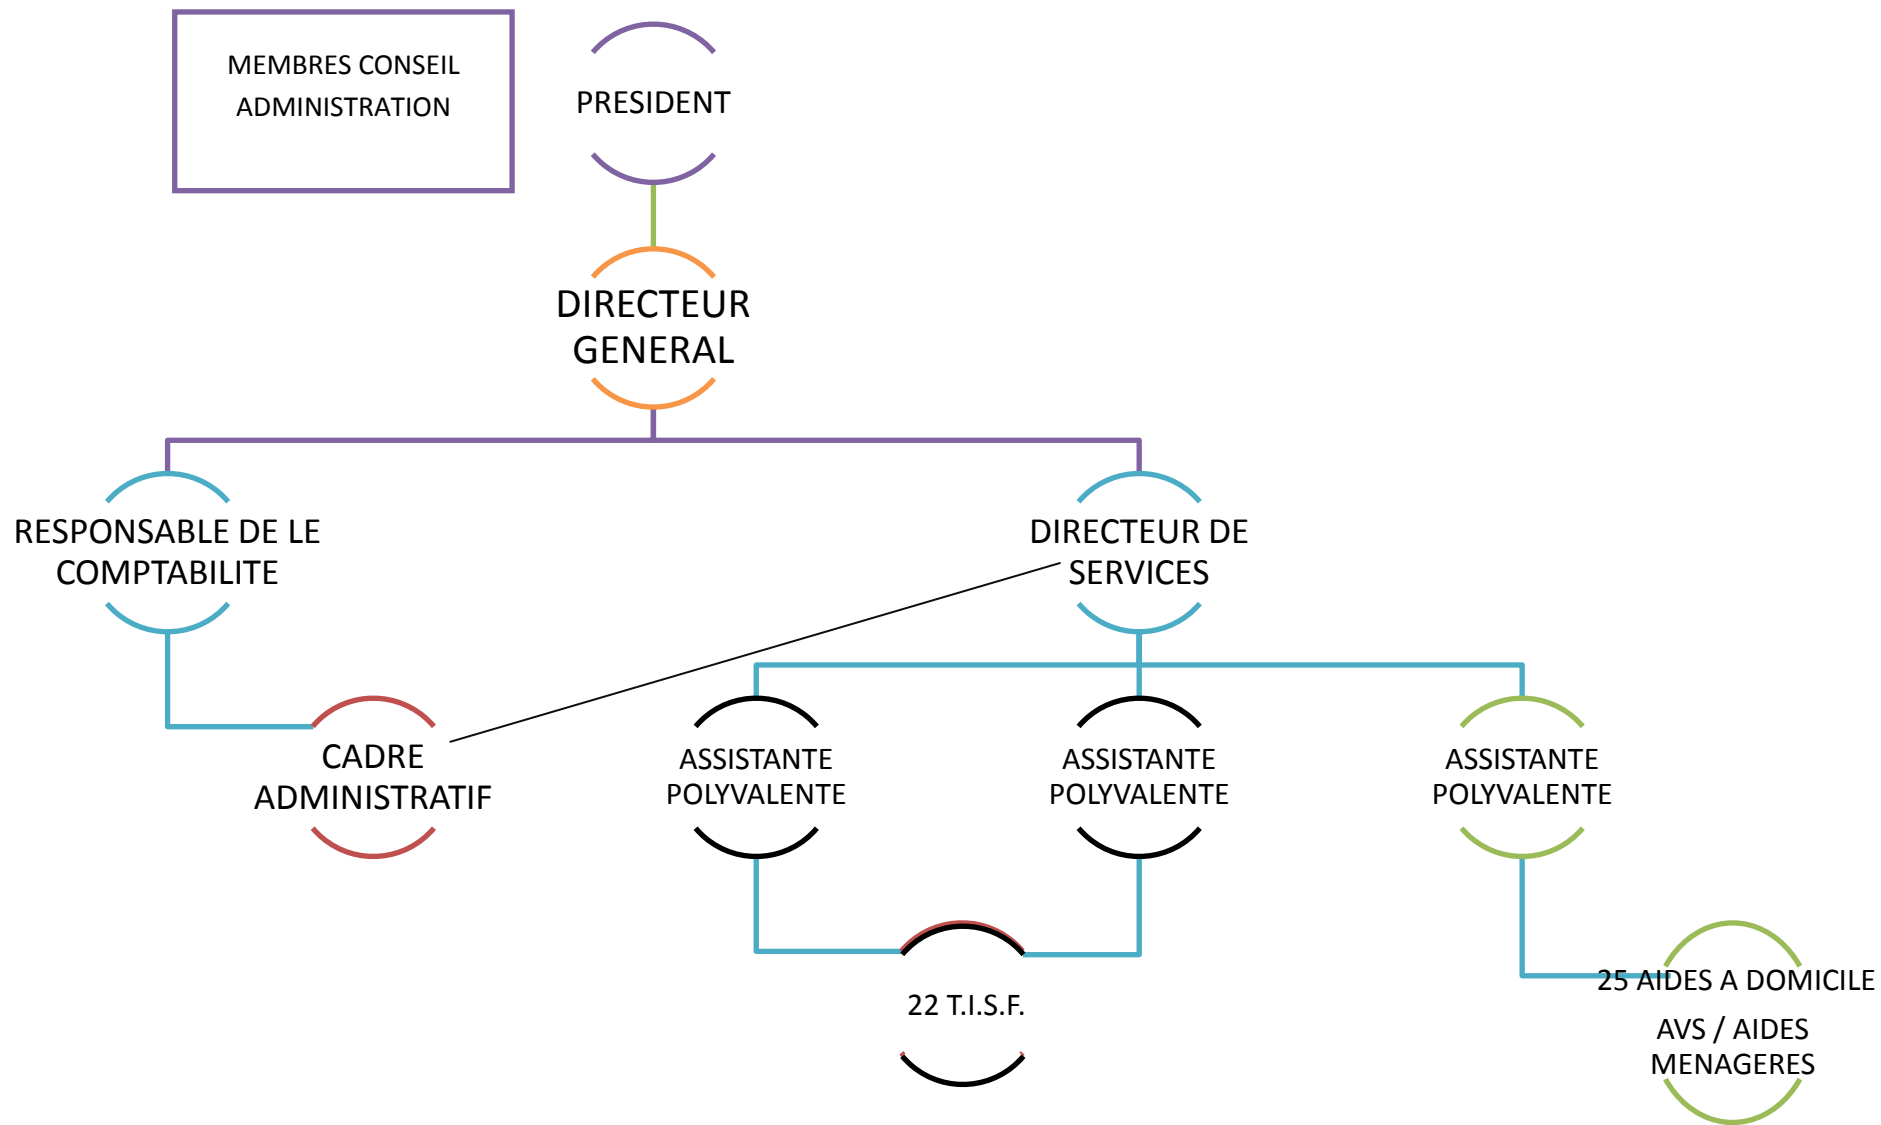 MEMBRES CONSEIL
ADMINISTRATION
PRESIDENT
DIRECTEUR
GENERAL
RESPONSABLE DE LE
COMPTABILITE
DIRECTEUR DE
SERVICES
CADRE
ADMINISTRATIF
ASSISTANTE
POLYVALENTE
ASSISTANTE
POLYVALENTE
ASSISTANTE
POLYVALENTE
22 T.I.S.F.
25 AIDES A DOMICILE
AVS / AIDES
MENAGERES